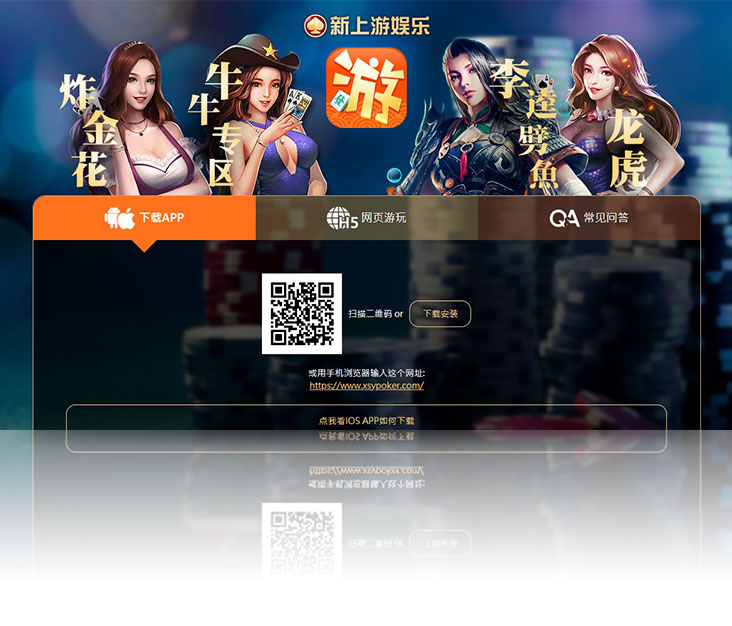 新上游娱乐
炸金花
牛牛专区
游
李逵劈魚
龙虎
下载APP
H5 网页游玩
QA 常见问答
扫描二维码 or 下载安装
或用手机浏览器输入这个网址:
https://www.xsypoker.com/
点我看IOS APP如何下载